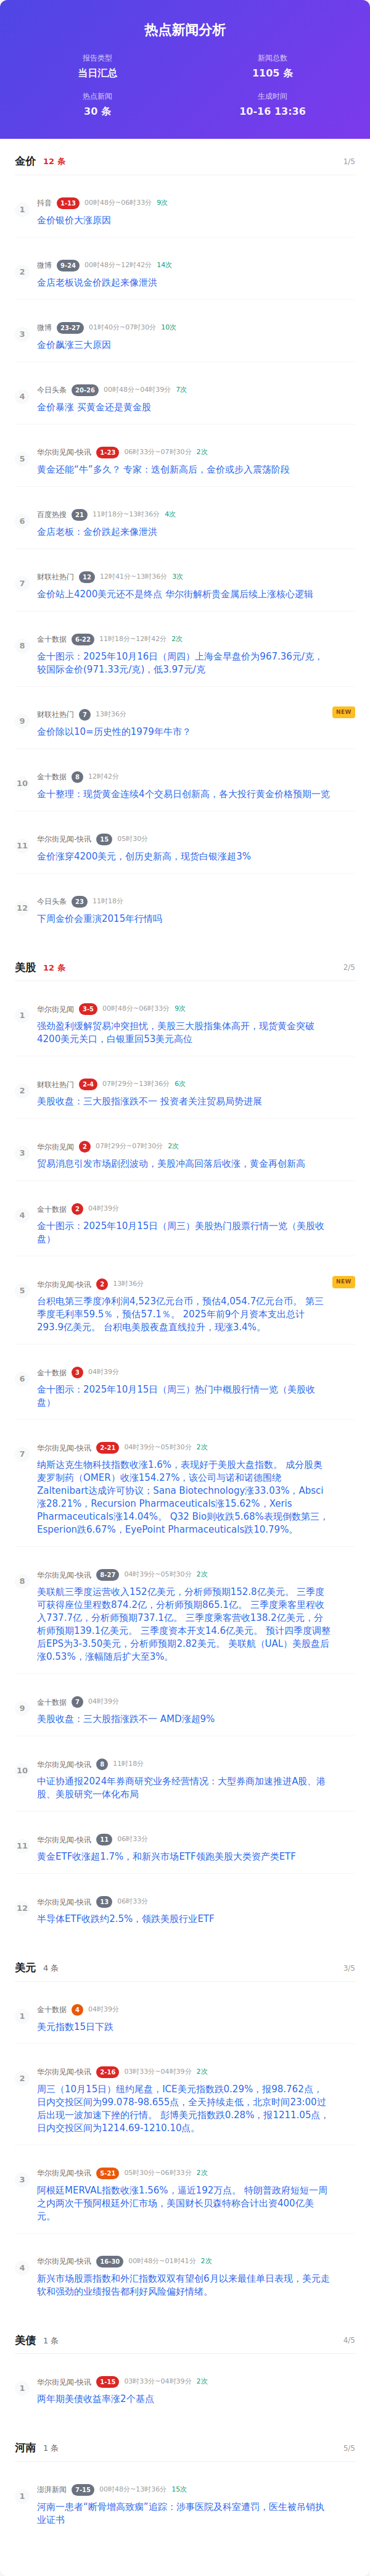 热点新闻分析
报告类型
当日汇总
新闻总数
1105 条
热点新闻
30 条
生成时间
10-16 13:36
金价 12 条 1/5
1
抖音 1-13 00时48分~06时33分 9次
金价银价大涨原因
2
微博 9-24 00时48分~12时42分 14次
金店老板说金价跌起来像泄洪
3
微博 23-27 01时40分~07时30分 10次
金价飙涨三大原因
4
今日头条 20-26 00时48分~04时39分 7次
金价暴涨 买黄金还是黄金股
5
华尔街见闻-快讯 1-23 06时33分~07时30分 2次
黄金还能“牛”多久？ 专家：迭创新高后，金价或步入震荡阶段
6
百度热搜 21 11时18分~13时36分 4次
金店老板：金价跌起来像泄洪
7
财联社热门 12 12时41分~13时36分 3次
金价站上4200美元还不是终点 华尔街解析贵金属后续上涨核心逻辑
8
金十数据 6-22 11时18分~12时42分 2次
金十图示：2025年10月16日（周四）上海金早盘价为967.36元/克，
较国际金价(971.33元/克)，低3.97元/克
9
财联社热门 7 13时36分 NEW
金价除以10=历史性的1979年牛市？
10
金十数据 8 12时42分
金十整理：现货黄金连续4个交易日创新高，各大投行黄金价格预期一览
11
华尔街见闻-快讯 15 05时30分
金价涨穿4200美元，创历史新高，现货白银涨超3%
12
今日头条 23 11时18分
下周金价会重演2015年行情吗
美股 12 条 2/5
1
华尔街见闻 3-5 00时48分~06时33分 9次
强劲盈利缓解贸易冲突担忧，美股三大股指集体高开，现货黄金突破
4200美元关口，白银重回53美元高位
2
财联社热门 2-4 07时29分~13时36分 6次
美股收盘：三大股指涨跌不一 投资者关注贸易局势进展
3
华尔街见闻 2 07时29分~07时30分 2次
贸易消息引发市场剧烈波动，美股冲高回落后收涨，黄金再创新高
4
金十数据 2 04时39分
金十图示：2025年10月15日（周三）美股热门股票行情一览（美股收
盘）
5
华尔街见闻-快讯 2 13时36分 NEW
台积电第三季度净利润4,523亿元台币，预估4,054.7亿元台币。 第三
季度毛利率59.5％，预估57.1％。 2025年前9个月资本支出总计
293.9亿美元。 台积电美股夜盘直线拉升，现涨3.4%。
6
金十数据 3 04时39分
金十图示：2025年10月15日（周三）热门中概股行情一览（美股收
盘）
7
华尔街见闻-快讯 2-21 04时39分~05时30分 2次
纳斯达克生物科技指数收涨1.6%，表现好于美股大盘指数。 成分股奥
麦罗制药（OMER）收涨154.27%，该公司与诺和诺德围绕
Zaltenibart达成许可协议；Sana Biotechnology涨33.03%，Absci
涨28.21%，Recursion Pharmaceuticals涨15.62%，Xeris
Pharmaceuticals涨14.04%。 Q32 Bio则收跌5.68%表现倒数第三，
Esperion跌6.67%，EyePoint Pharmaceuticals跌10.79%。
8
华尔街见闻-快讯 8-27 04时39分~05时30分 2次
美联航三季度运营收入152亿美元，分析师预期152.8亿美元。 三季度
可获得座位里程数874.2亿，分析师预期865.1亿。 三季度乘客里程收
入737.7亿，分析师预期737.1亿。 三季度乘客营收138.2亿美元，分
析师预期139.1亿美元。 三季度资本开支14.6亿美元。 预计四季度调整
后EPS为3-3.50美元，分析师预期2.82美元。 美联航（UAL）美股盘后
涨0.53%，涨幅随后扩大至3%。
9
金十数据 7 04时39分
美股收盘：三大股指涨跌不一 AMD涨超9%
10
华尔街见闻-快讯 8 11时18分
中证协通报2024年券商研究业务经营情况：大型券商加速推进A股、港
股、美股研究一体化布局
11
华尔街见闻-快讯 11 06时33分
黄金ETF收涨超1.7%，和新兴市场ETF领跑美股大类资产类ETF
12
华尔街见闻-快讯 13 06时33分
半导体ETF收跌约2.5%，领跌美股行业ETF
美元 4 条 3/5
1
金十数据 4 04时39分
美元指数15日下跌
2
华尔街见闻-快讯 2-16 03时33分~04时39分 2次
周三（10月15日）纽约尾盘，ICE美元指数跌0.29%，报98.762点，
日内交投区间为99.078-98.655点，全天持续走低，北京时间23:00过
后出现一波加速下挫的行情。 彭博美元指数跌0.28%，报1211.05点，
日内交投区间为1214.69-1210.10点。
3
华尔街见闻-快讯 5-21 05时30分~06时33分 2次
阿根廷MERVAL指数收涨1.56%，逼近192万点。 特朗普政府短短一周
之内两次干预阿根廷外汇市场，美国财长贝森特称合计出资400亿美
元。
4
华尔街见闻-快讯 16-30 00时48分~01时41分 2次
新兴市场股票指数和外汇指数双双有望创6月以来最佳单日表现，美元走
软和强劲的业绩报告都利好风险偏好情绪。
美债 1 条 4/5
1
华尔街见闻-快讯 1-15 03时33分~04时39分 2次
两年期美债收益率涨2个基点
河南 1 条 5/5
1
澎湃新闻 7-15 00时48分~13时36分 15次
河南一患者“断骨增高致瘸”追踪：涉事医院及科室遭罚，医生被吊销执
业证书